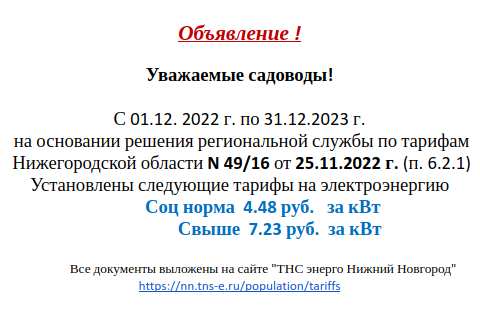 Объявление !
Уважаемые садоводы!
С 01.12. 2022 г. по 31.12.2023 г.
на основании решения региональной службы по тарифам
Нижегородской области N 49/16 от 25.11.2022 г. (п. 6.2.1)
Установлены следующие тарифы на электроэнергию
Соц норма 4.48 руб. за кВт
Свыше 7.23 руб. за кВт
Все документы выложены на сайте "ТНС энерго Нижний Новгород"
https://nn.tns-e.ru/population/tariffs